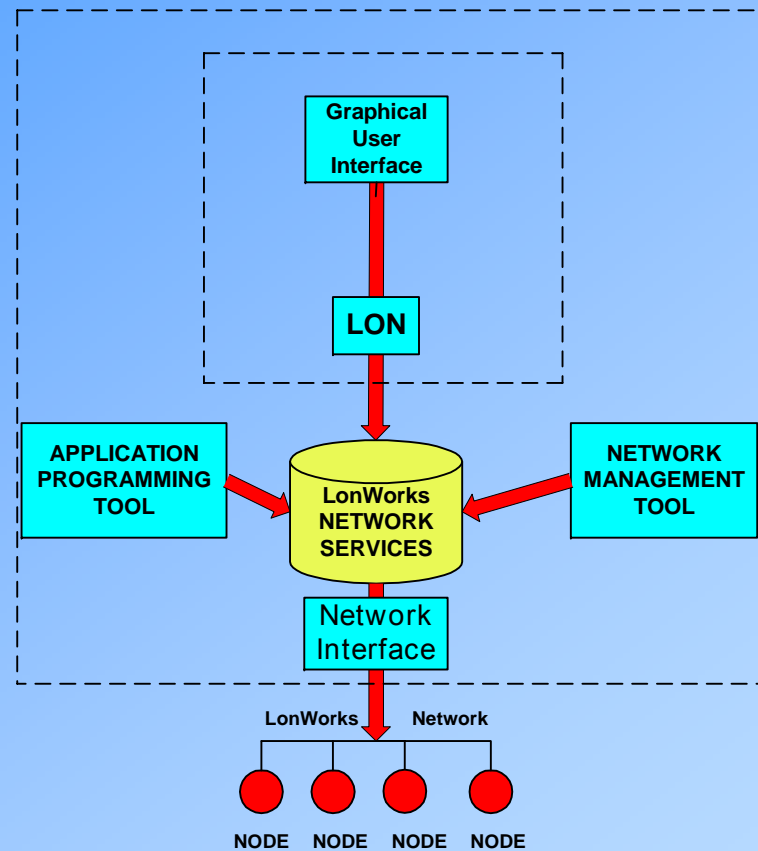 Graphical
User
Interface
LON
APPLICATION
PROGRAMMING
TOOL
LonWorks
NETWORK
SERVICES
NETWORK
MANAGEMENT
TOOL
Network
Interface
LonWorks Network
NODE NODE NODE NODE